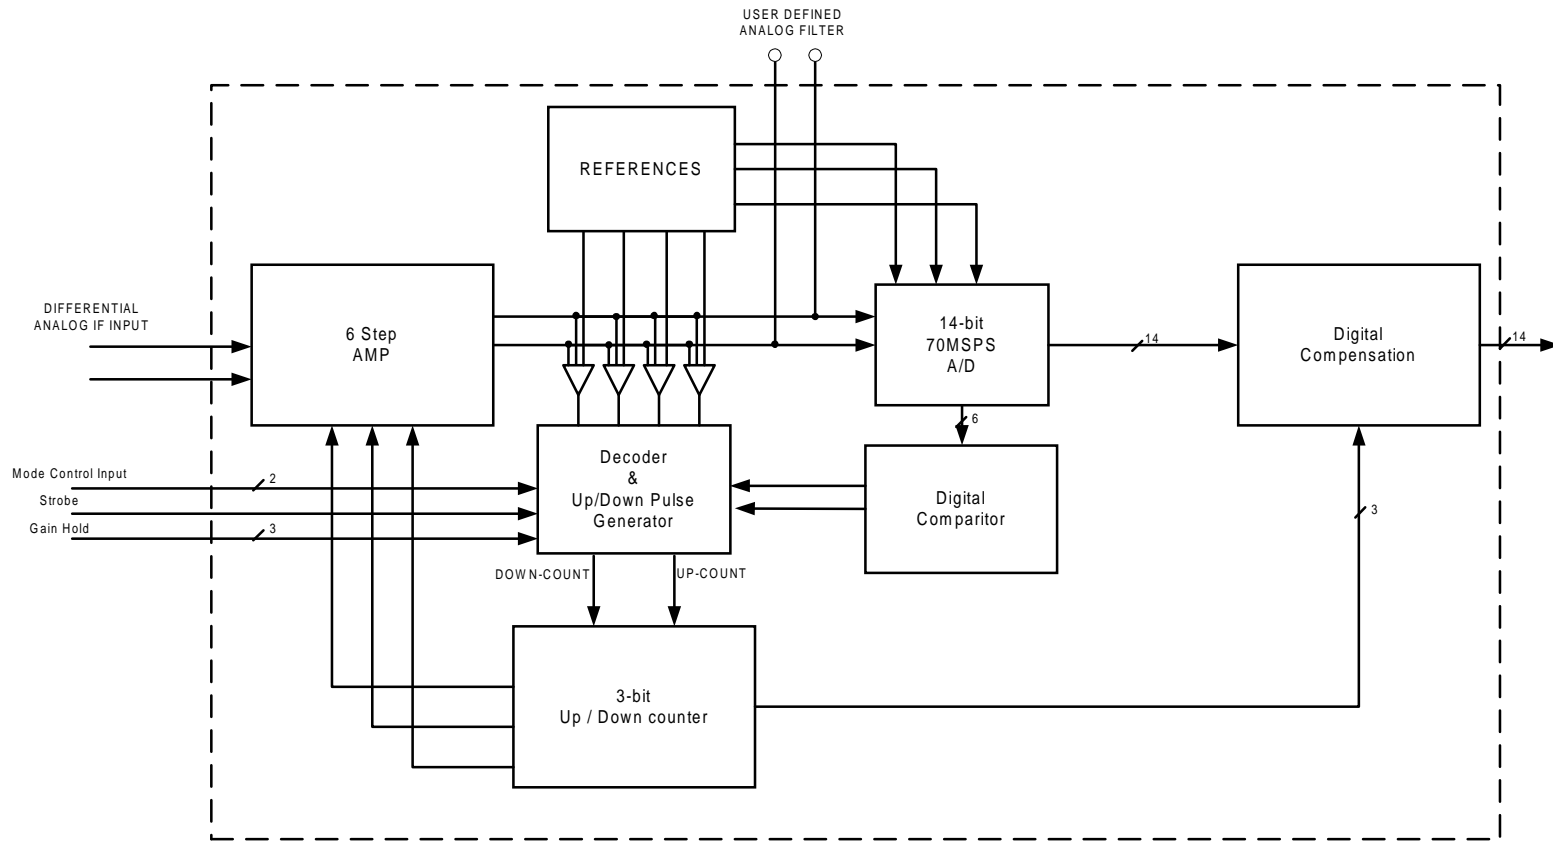 USER DEFINED
ANALOG FILTER
REFERENCES
DIFFERENTIAL
ANALOG IF INPUT
6 Step
AMP
14-bit
70MSPS
A/D
14
Digital
Compensation
14
6
Mode Control Input
2
Strobe
Gain Hold
3
Decoder
&
Up/Down Pulse
Generator
Digital
Comparitor
3
DOWN-COUNT
UP-COUNT
3-bit
Up / Down counter